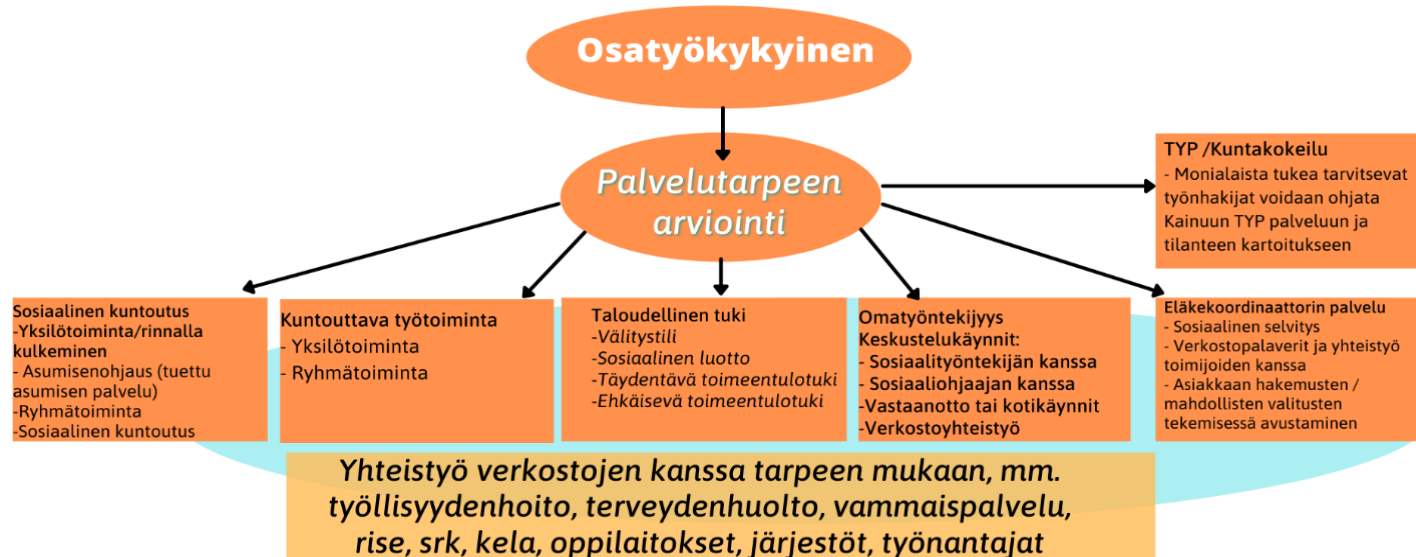 Osatyökykyinen
Palvelutarpeen
arviointi
TYP /Kuntakokeilu
- Monialaista tukea tarvitsevat
työnhakijat voidaan ohjata
Kainuun TYP palveluun ja
tilanteen kartoitukseen
Sosiaalinen kuntoutus
-Yksilötoiminta/rinnalla
kulkeminen
- Asumisenohjaus (tuettu
asumisen palvelu)
-Ryhmätoiminta
-Sosiaalinen kuntoutus
Kuntouttava työtoiminta
- Yksilötoiminta
- Ryhmätoiminta
Taloudellinen tuki
-Välitystili
-Sosiaalinen luotto
-Täydentävä toimeentulotuki
-Ehkäisevä toimeentulotuki
Omatyöntekijyys
Keskustelukäynnit:
- Sosiaalityöntekijän kanssa
- Sosiaaliohjaajan kanssa
- Vastaanotto tai kotikäynnit
-Verkostoyhteistyö
Eläkekoordinaattorin palvelu
- Sosiaalinen selvitys
- Verkostopalaverit ja yhteistyö
toimijoiden kanssa
- Asiakkaan hakemusten /
mahdollisten valitusten
tekemisessä avustaminen
Yhteistyö verkostojen kanssa tarpeen mukaan, mm.
työllisyydenhoito, terveydenhuolto, vammaispalvelu,
rise, srk, kela, oppilaitokset, järjestöt, työnantajat